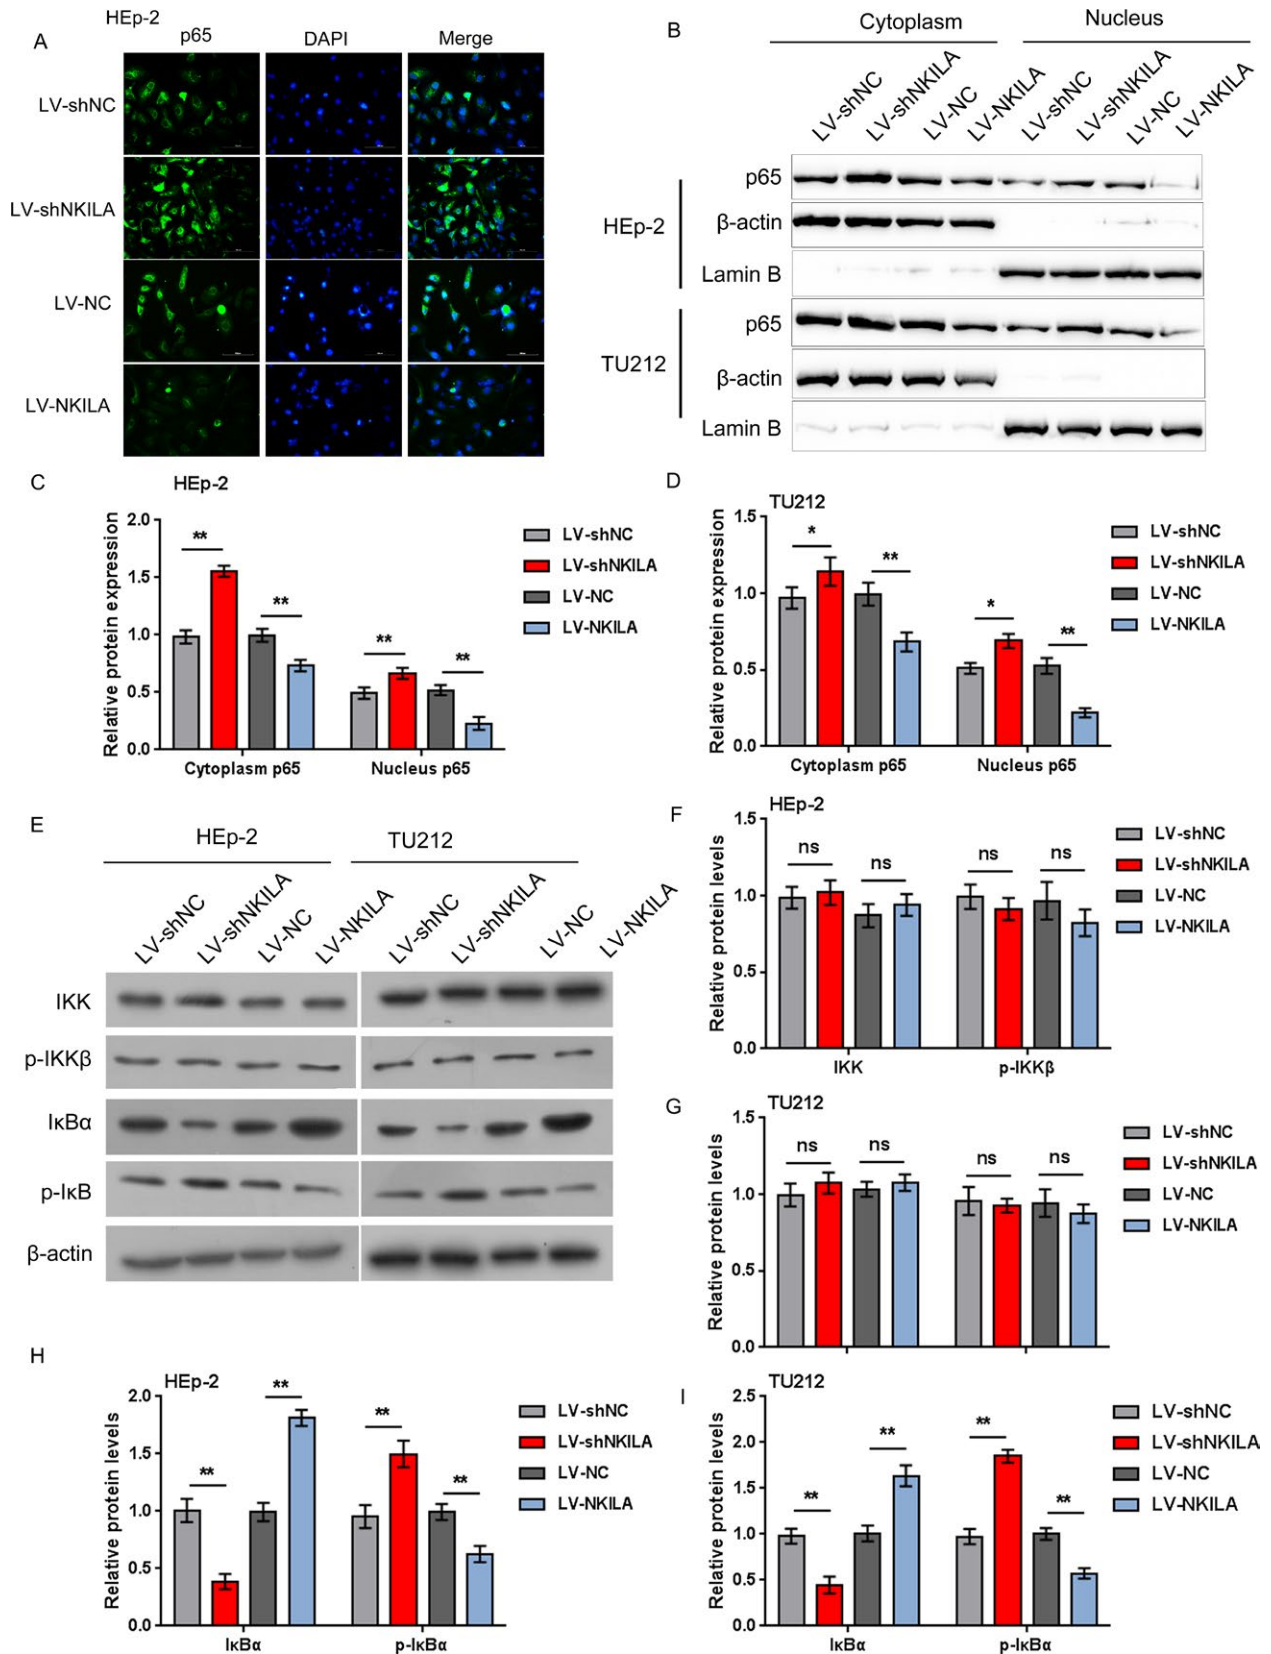 HEp-2
A
p65 DAPI Merge
LV-shNC
LV-shNKILA
LV-NC
LV-NKILA
B
Cytoplasm Nucleus
LV-shNC LV-shNKILA LV-NC LV-NKILA LV-shNC LV-shNKILA LV-NC LV-NKILA
HEp-2
p65
β-actin
Lamin B
TU212
p65
β-actin
Lamin B
C
HEp-2
Relative protein expression
2.0
1.5
1.0
0.5
0.0
** ** ** **
Cytoplasm p65 Nucleus p65
LV-shNC
LV-shNKILA
LV-NC
LV-NKILA
D
TU212
Relative protein expression
1.5
1.0
0.5
0.0
* ** * **
Cytoplasm p65 Nucleus p65
LV-shNC
LV-shNKILA
LV-NC
LV-NKILA
E
HEp-2 TU212
LV-shNC LV-shNKILA LV-NC LV-NKILA LV-shNC LV-shNKILA LV-NC LV-NKILA
IKK
p-IKKβ
IκBα
p-IκB
β-actin
F
HEp-2
Relative protein levels
1.5
1.0
0.5
0.0
ns ns ns ns
IKK p-IKKβ
LV-shNC
LV-shNKILA
LV-NC
LV-NKILA
G
TU212
Relative protein levels
1.5
1.0
0.5
0.0
ns ns ns ns
LV-shNC
LV-shNKILA
LV-NC
LV-NKILA
H
HEp-2
Relative protein levels
2.0
1.5
1.0
0.5
0.0
** ** ** **
IκBα p-IκBα
LV-shNC
LV-shNKILA
LV-NC
LV-NKILA
I
TU212
Relative protein levels
2.5
2.0
1.5
1.0
0.5
0.0
** ** ** **
IκBα p-IκBα
LV-shNC
LV-shNKILA
LV-NC
LV-NKILA